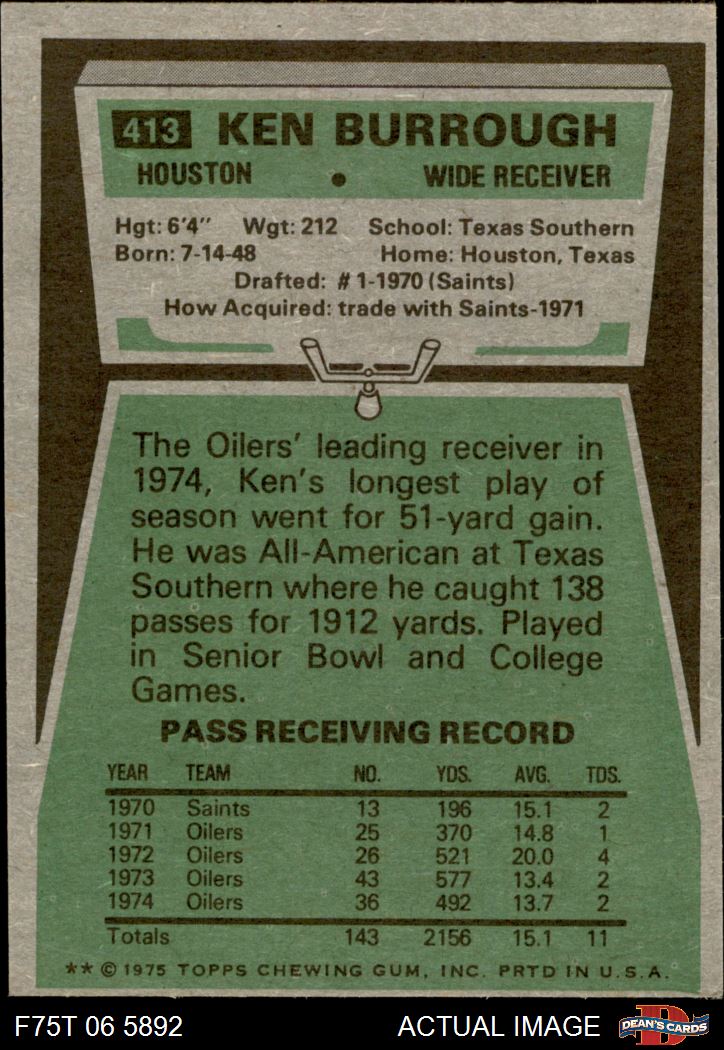 413 KEN BURROUGH
HOUSTON • WIDE RECEIVER
Hgt: 6'4" Wgt: 212 School: Texas Southern
Born: 7-14-48 Home: Houston, Texas
Drafted: #1-1970 (Saints)
How Acquired: trade with Saints-1971
The Oilers' leading receiver in
1974, Ken's longest play of
season went for 51-yard gain.
He was All-American at Texas
Southern where he caught 138
passes for 1912 yards. Played
in Senior Bowl and College
Games.
PASS RECEIVING RECORD
YEAR TEAM NO. YDS. AVG. TDS.
1970 Saints 13 196 15.1 2
1971 Oilers 25 370 14.8 1
1972 Oilers 26 521 20.0 4
1973 Oilers 43 577 13.4 2
1974 Oilers 36 492 13.7 2
Totals 143 2156 15.1 11
** © 1975 TOPPS CHEWING GUM, INC. PRTD IN U.S.A.
F75T 06 5892 ACTUAL IMAGE DEAN'S CARDS